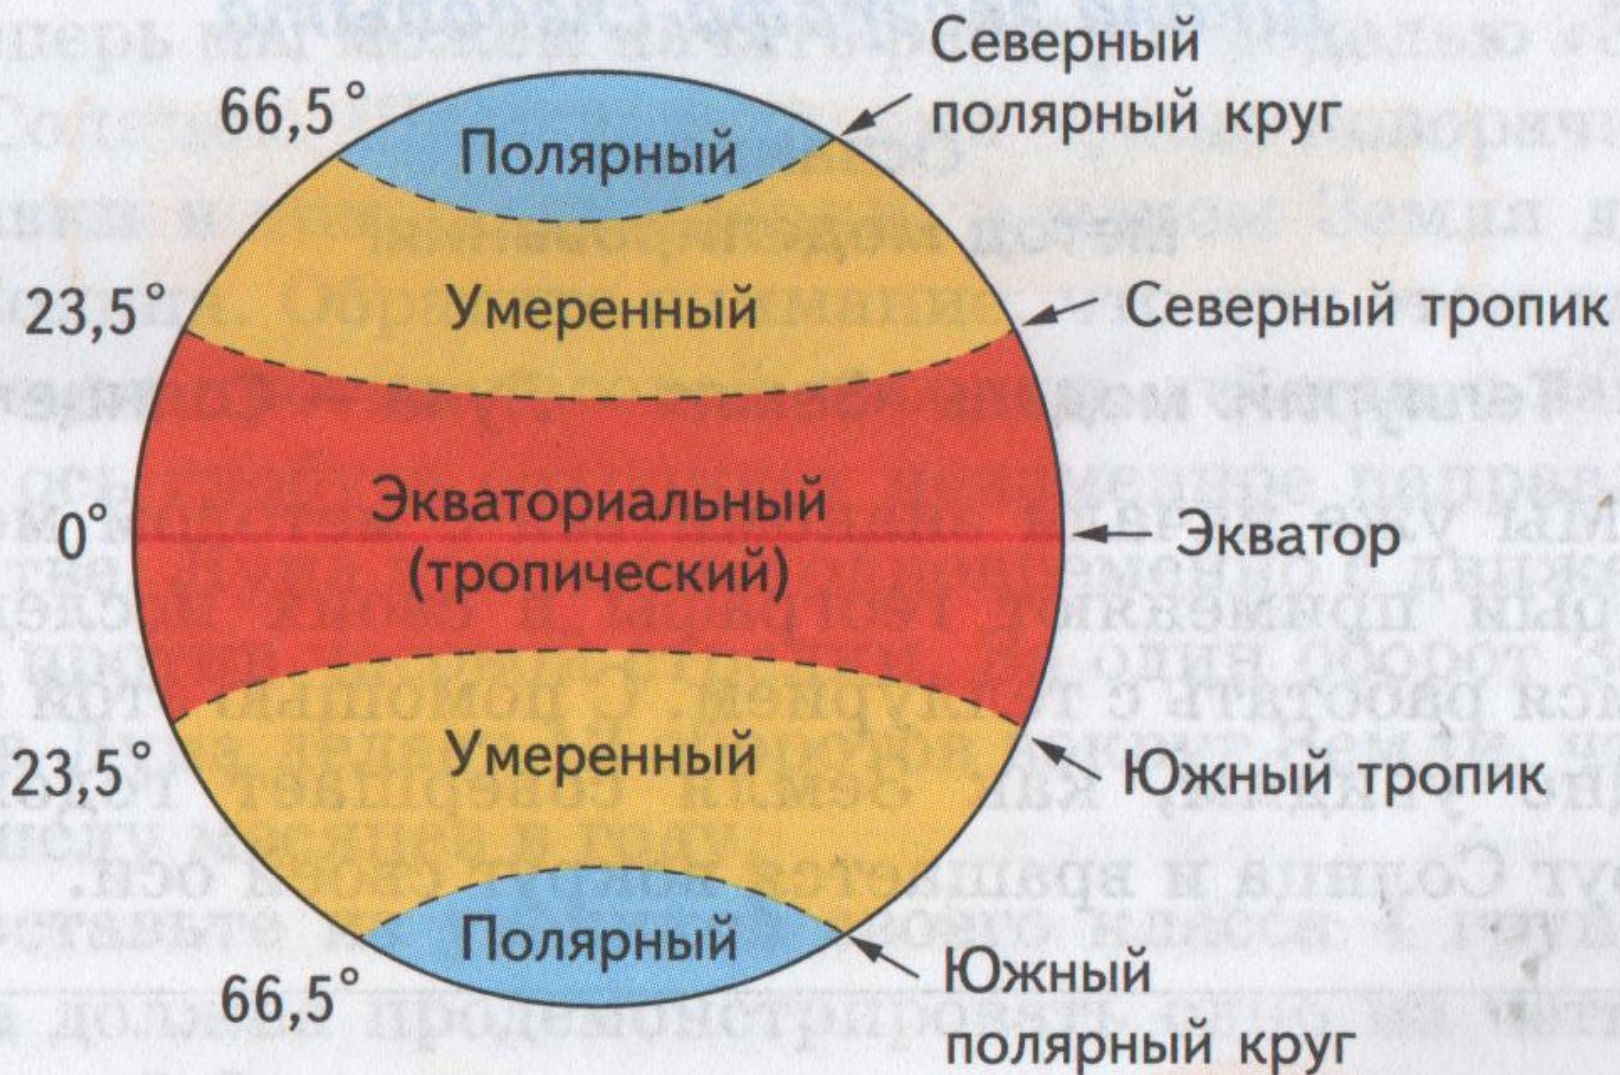 Северный
полярный круг
66,5°
Полярный
Умеренный
23,5°
Северный тропик
Экваториальный
(тропический)
0°
Экватор
Умеренный
23,5°
Южный тропик
Полярный
66,5°
Южный
полярный круг